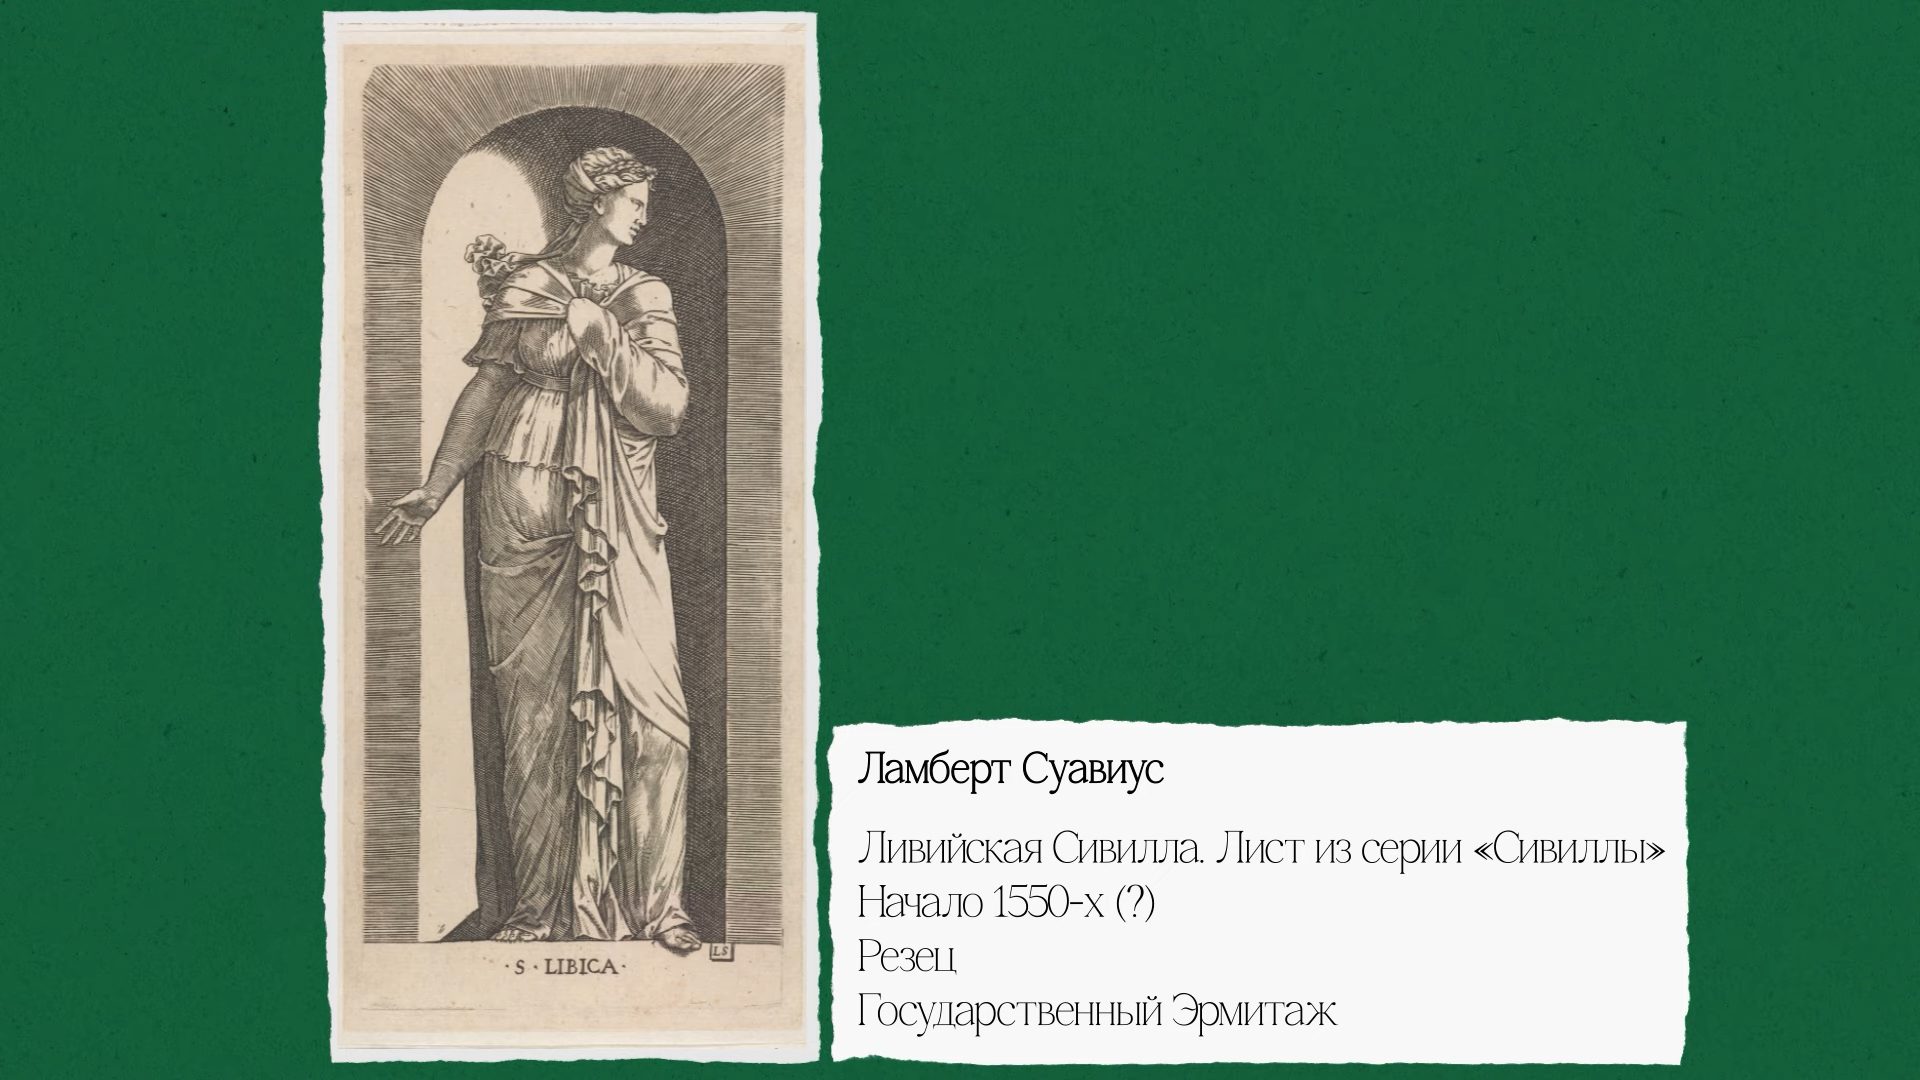 · S · LIBICA ·
LS
Ламберт Суавиус
Ливийская Сивилла. Лист из серии «Сивиллы»
Начало 1550-х (?)
Резец
Государственный Эрмитаж